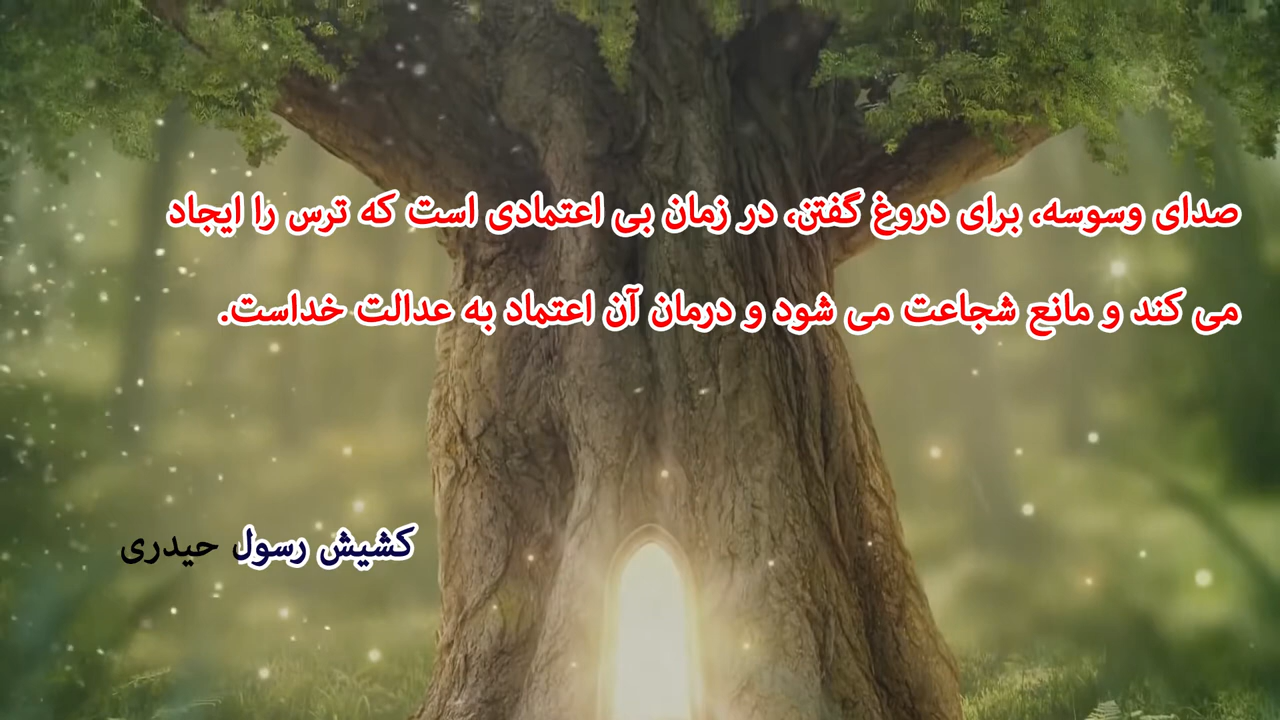 صدای وسوسه، برای دروغ گفتن، در زمان بی اعتمادی است که ترس را ایجاد
می کند و مانع شجاعت می شود و درمان آن اعتماد به عدالت خداست.
کشیش رسول حیدری